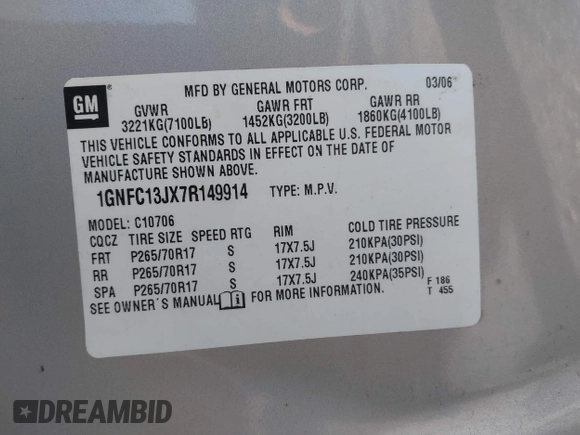 GM
MFD BY GENERAL MOTORS CORP. 03/06
GVWR GAWR FRT GAWR RR
3221KG(7100LB) 1452KG(3200LB) 1860KG(4100LB)
THIS VEHICLE CONFORMS TO ALL APPLICABLE U.S. FEDERAL MOTOR
VEHICLE SAFETY STANDARDS IN EFFECT ON THE DATE OF
MANUFACTURE SHOWN ABOVE.
1GNFC13JX7R149914 TYPE: M.P.V.
MODEL: C10706
CQCZ TIRE SIZE SPEED RTG RIM COLD TIRE PRESSURE
FRT P265/70R17 S 17X7.5J 210KPA(30PSI)
RR P265/70R17 S 17X7.5J 210KPA(30PSI)
SPA P265/70R17 S 17X7.5J 240KPA(35PSI)
SEE OWNER'S MANUAL FOR MORE INFORMATION.
F 186
T 455
DREAMBID